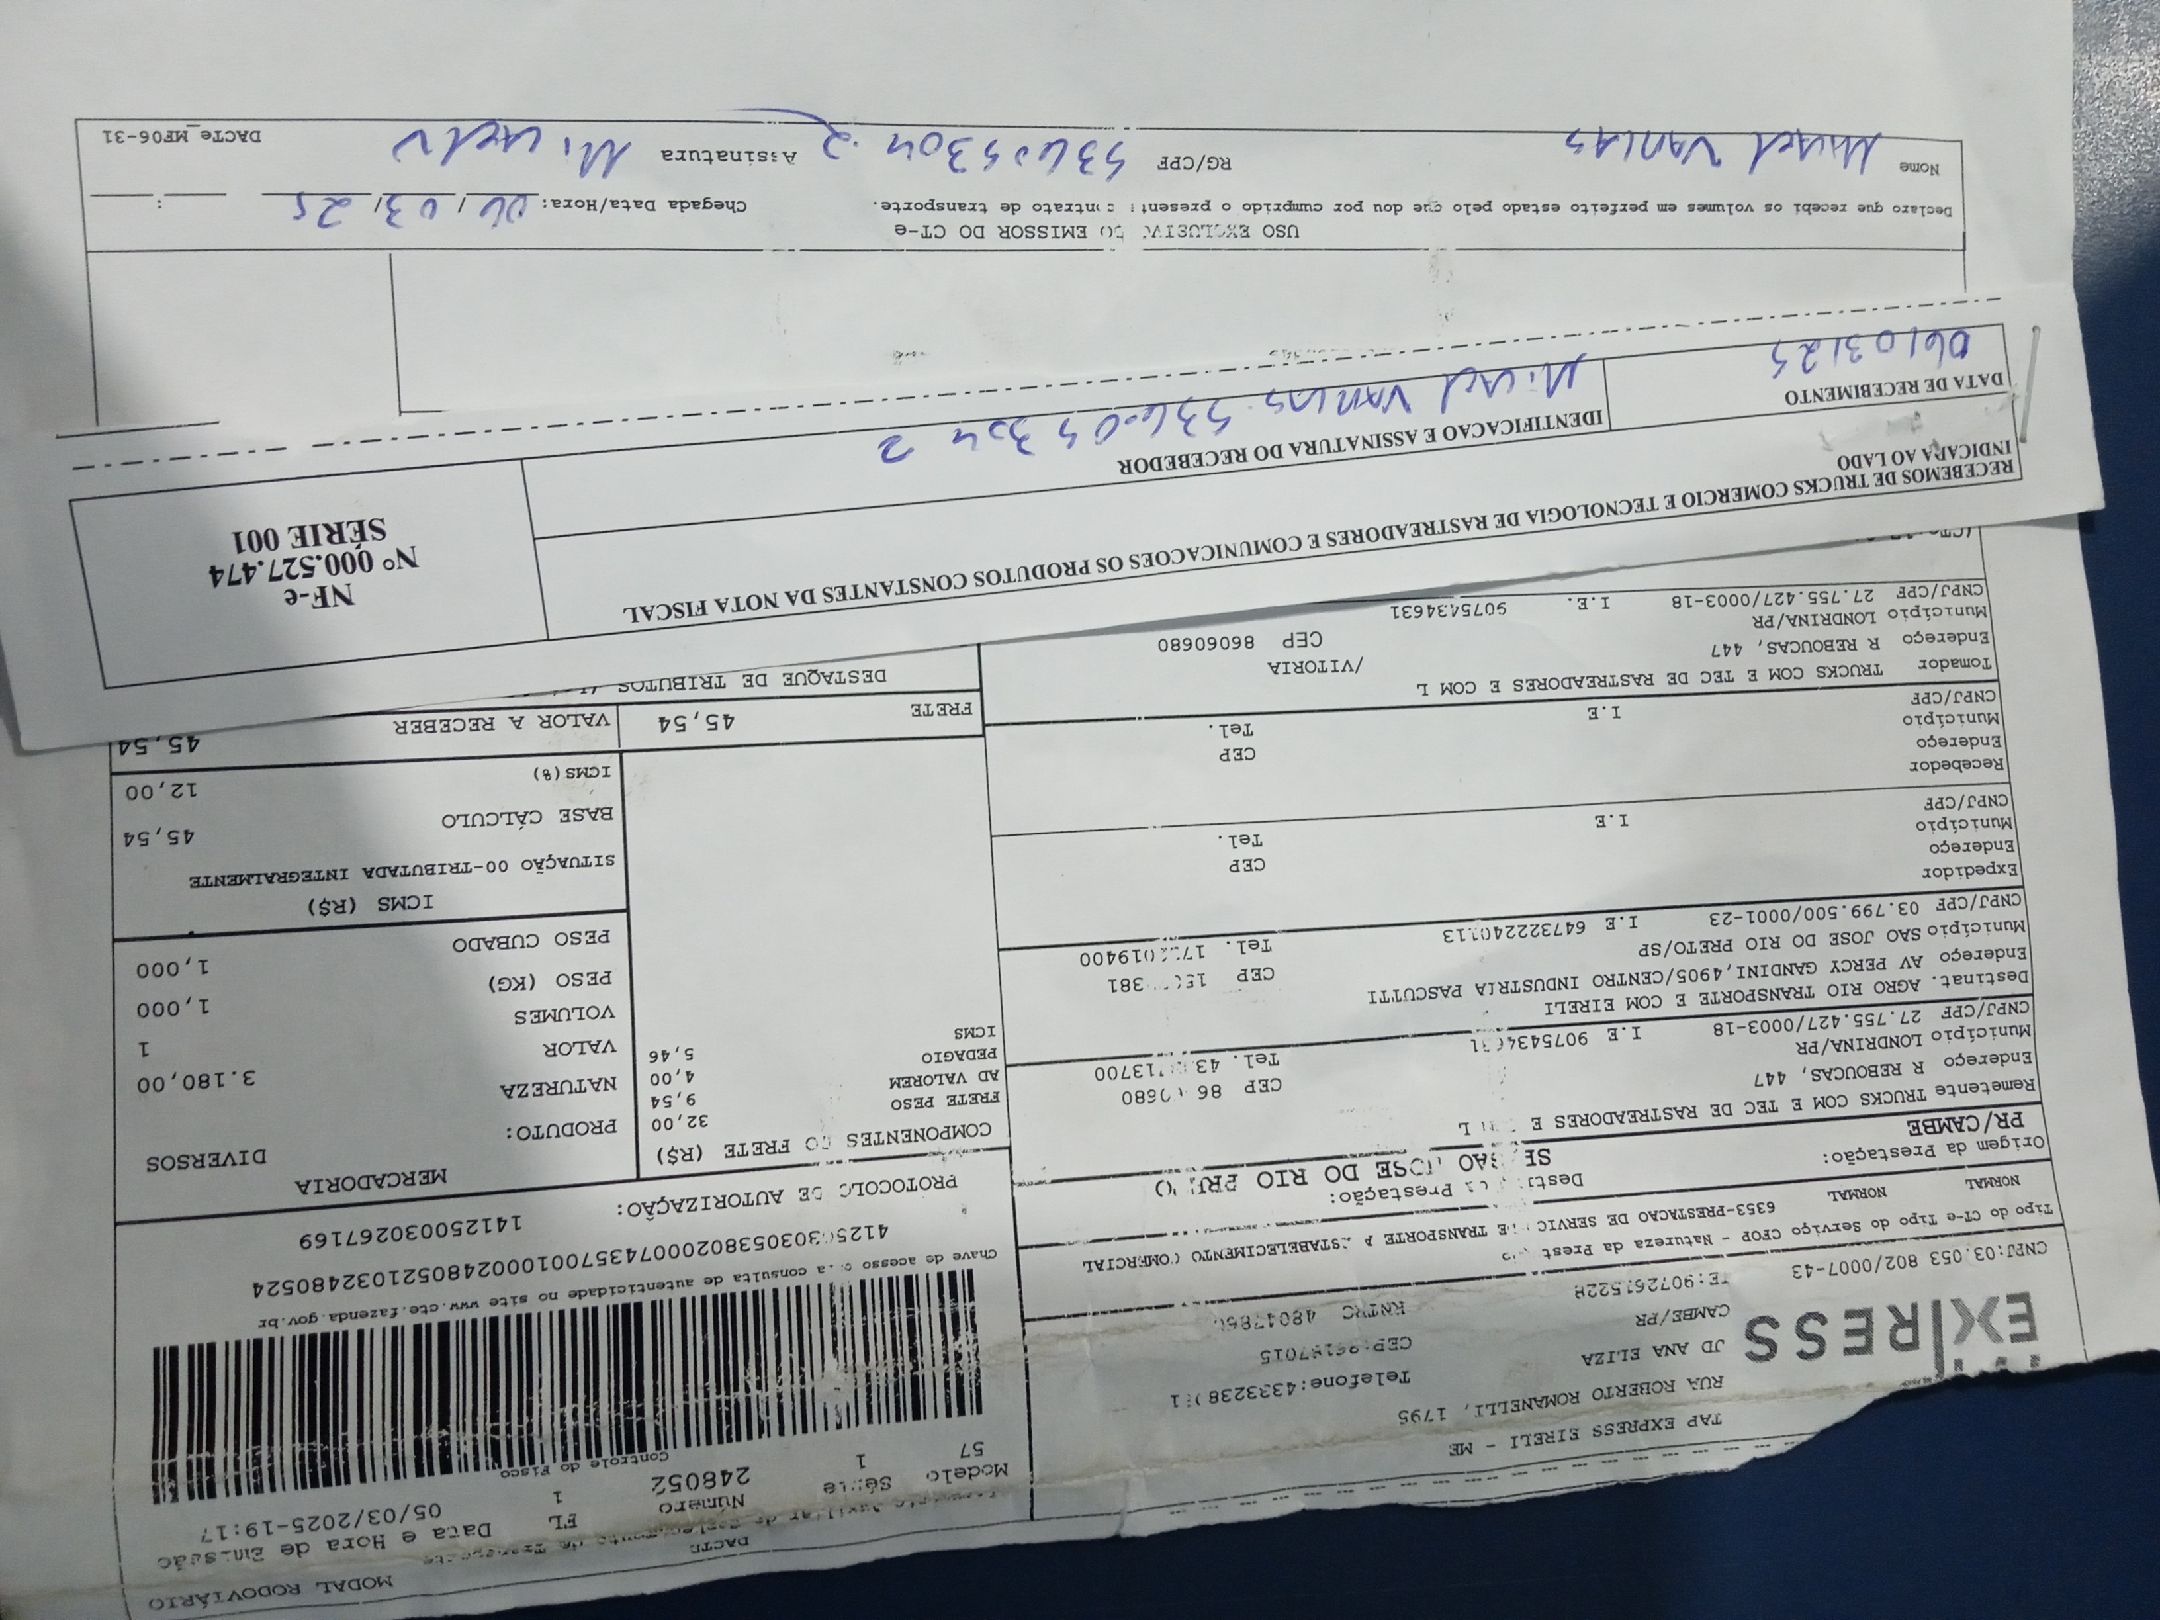 MODAL RODOVIÁRIO
DACTE
Modelo Série Número FL Data e Hora de Emissão
57 1 248052 1 05/03/2025-19:17
Controle do Fisco
EXPRESS
TAP EXPRESS EIRELI - ME
RUA ROBERTO ROMANELLI, 1795
JD ANA ELIZA
CAMBE/PR
CNPJ:03.053 802/0007-43
Chave de acesso a consulta de autenticidade no site www.cte.fazenda.gov.br
PROTOCOLO DE AUTORIZAÇÃO: 141250030267169
Tipo do CT-e Tipo do Serviço CFOP - Natureza da
NORMAL NORMAL 6353-PRESTACAO DE TRANSPORTE A ESTABELECIMENTO COMERCIAL
Origem da Prestação:
PR/CAMBE
Prestação:
JOSE DO RIO
Remetente TRUCKS COM E TEC DE RASTREADORES E
Endereço R REBOUCAS, 447
Município LONDRINA/PR CEP
CNPJ/CPF 27.755.427/0003-18 I.E Tel.
Destinat. AGRO RIO TRANSPORTE E COM EIRELI
Endereço AV PERCY GANDINI,4905/CENTRO INDUSTRIA PASCUTTI
Município SAO JOSE DO RIO PRETO/SP CEP
CNPJ/CPF 03.799.500/0001-23 I.E Tel.
Expedidor
Endereço
Município CEP
CNPJ/CPF I.E Tel.
Recebedor
Endereço
Município CEP
CNPJ/CPF I.E Tel.
Tomador TRUCKS COM E TEC DE RASTREADORES E COM L
Endereço R REBOUCAS, 447 /VITORIA
Município LONDRINA/PR CEP 86060680
CNPJ/CPF 27.755.427/0003-18 I.E. 9075434631
COMPONENTES DO FRETE (R$)
32,00
FRETE PESO 9,54
AD VALOREM 4,00
PEDAGIO 5,46
ICMS
FRETE 45,54
MERCADORIA
PRODUTO: DIVERSOS
NATUREZA
VALOR 3.180,00
VOLUMES 1
PESO (KG) 1,000
PESO CUBADO 1,000
ICMS (R$)
SITUAÇÃO 00-TRIBUTADA INTEGRALMENTE
BASE CÁLCULO 45,54
ICMS(%) 12,00
VALOR A RECEBER 45,54
DESTAQUE DE TRIBUTOS
RECEBEMOS DE TRUCKS COMERCIO E TECNOLOGIA DE RASTREADORES E COMUNICACOES OS PRODUTOS CONSTANTES DA NOTA FISCAL
INDICARA AO LADO
DATA DE RECEBIMENTO
06/03/25
IDENTIFICACAO E ASSINATURA DO RECEBEDOR
NF-e
Nº 000.527.474
SÉRIE 001
USO EXCLUSIVO DO EMISSOR DO CT-e
Declaro que recebi os volumes em perfeito estado pelo que dou por cumprido o presente contrato de transporte.
Chegada Data/Hora: 06/03/25 :
Nome
RG/CPF
Assinatura
DACTe_MF06-31